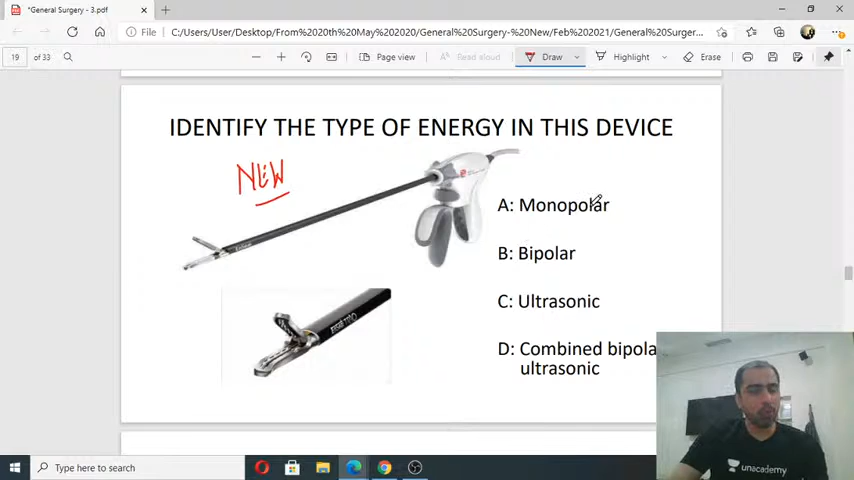 *General Surgery - 3.pdf
File
C:/Users/User/Desktop/From%2020th%20May%202020/General%20Surgery-%20New/Feb%202021/General%20Surgery...
19 of 33
Page view
Read aloud
Draw
Highlight
Erase
IDENTIFY THE TYPE OF ENERGY IN THIS DEVICE
NEW
A: Monopolar
B: Bipolar
C: Ultrasonic
D: Combined bipola
ultrasonic
unacademy
Type here to search